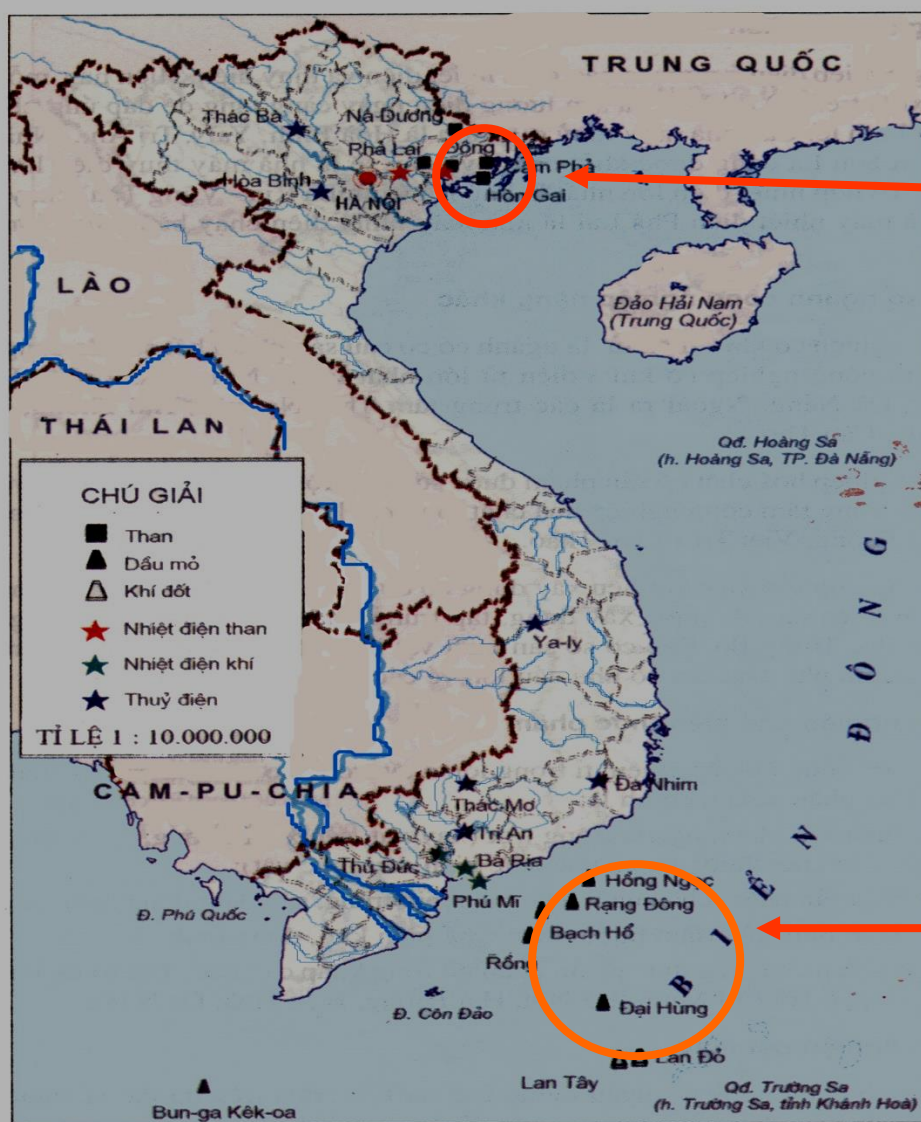 TRUNG QUỐC
Thác Bà
Na Dương
Phả Lại
Đông
Hòa Bình
HÀ NỘI
Phả
Hòn Gai
LÀO
Đảo Hải Nam
(Trung Quốc)
THÁI LAN
Qđ. Hoàng Sa
(h. Hoàng Sa, TP. Đà Nẵng)
CHÚ GIẢI
Than
Dầu mỏ
Khí đốt
Nhiệt điện than
Nhiệt điện khí
Thuỷ điện
TỈ LỆ 1 : 10.000.000
Ya-ly
BIỂN ĐÔNG
CAM-PU-CHIA
Thác Mơ
Đa Nhim
Trị An
Thủ Đức
Bà Rịa
Phú Mĩ
Hồng Ngọc
Rạng Đông
Bạch Hổ
Rồng
Đ. Phú Quốc
Đ. Côn Đảo
Đại Hùng
Lan Đỏ
Lan Tây
Bun-ga Kêk-oa
Qđ. Trường Sa
(h. Trường Sa, tỉnh Khánh Hoà)